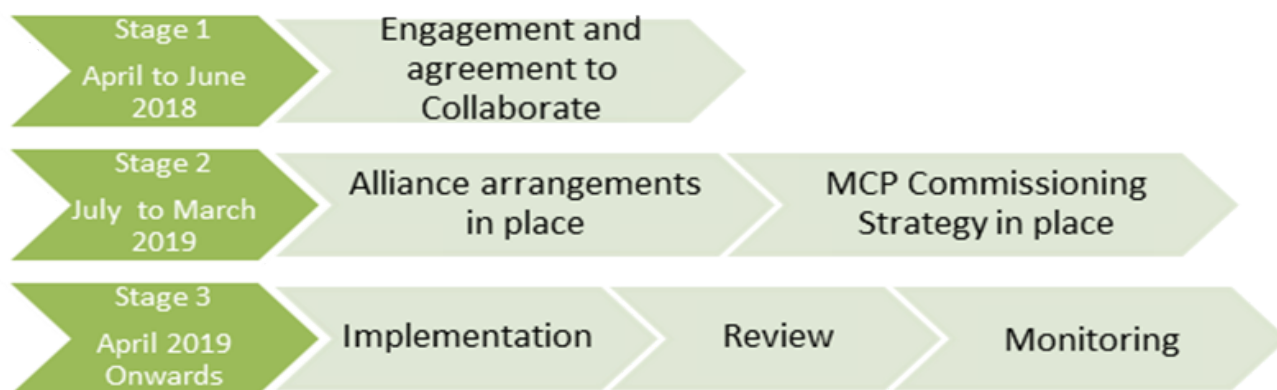 Stage 1
April to June
2018
Engagement and
agreement to
Collaborate
Stage 2
July to March
2019
Alliance arrangements
in place
MCP Commissioning
Strategy in place
Stage 3
April 2019
Onwards
Implementation
Review
Monitoring